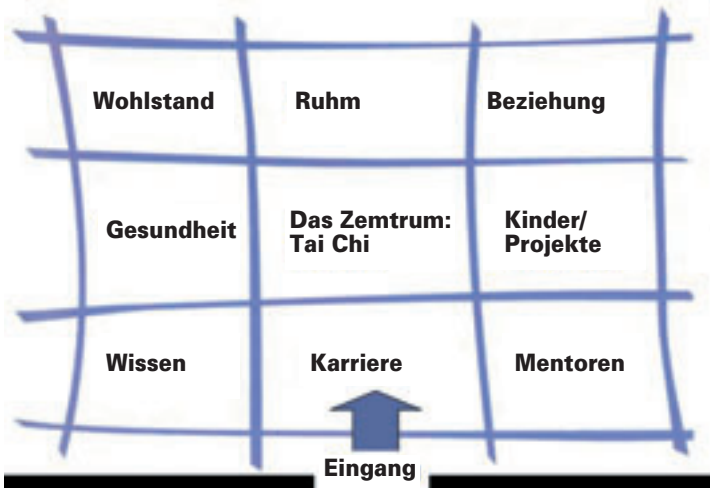 Wohlstand
Ruhm
Beziehung
Gesundheit
Das Zemtrum:
Tai Chi
Kinder/
Projekte
Wissen
Karriere
Mentoren
Eingang